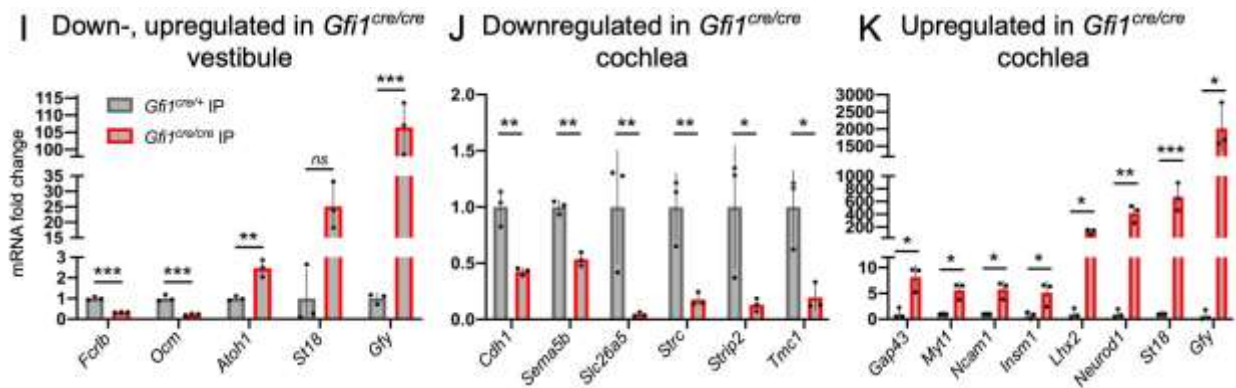 I Down-, upregulated in Gfi1cre/cre
vestibule
J Downregulated in Gfi1cre/cre
cochlea
K Upregulated in Gfi1cre/cre
cochlea
mRNA fold change
Gfi1cre/+ IP
Gfi1cre/cre IP
115
110
105
100
95
35
30
25
20
15
3
2
1
0
*** *** ** ns ***
Fcrlb Ocm Atoh1 St18 Gfy
2.0
1.5
1.0
0.5
0.0
** ** ** ** * *
Cdh1 Sema5b Slc26a5 Strc Strip2 Tmc1
3000
2500
2000
1500
1000
1000
800
600
400
200
10
5
0
* * * * * ** *** *
Gap43 Myt1 Ncam1 Insm1 Lhx2 Neurod1 St18 Gfy